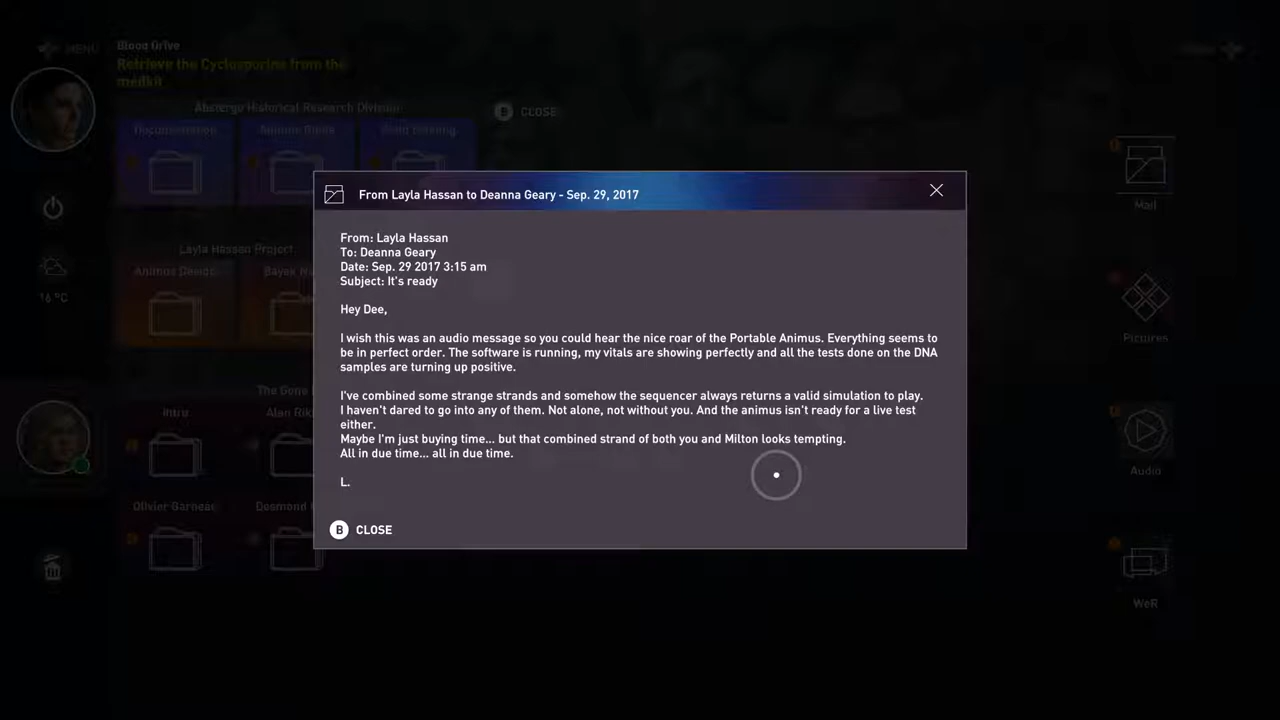 MENU
Blood Drive
Retrieve the Cyclosporine from the
medkit
Abstergo Historical Research Division
B CLOSE
Documentation
From Layla Hassan to Deanna Geary - Sep. 29, 2017
From: Layla Hassan
To: Deanna Geary
Date: Sep. 29 2017 3:15 am
Subject: It's ready
Hey Dee,
I wish this was an audio message so you could hear the nice roar of the Portable Animus. Everything seems to
be in perfect order. The software is running, my vitals are showing perfectly and all the tests done on the DNA
samples are turning up positive.
I've combined some strange strands and somehow the sequencer always returns a valid simulation to play.
I haven't dared to go into any of them. Not alone, not without you. And the animus isn't ready for a live test
either.
Maybe I'm just buying time... but that combined strand of both you and Milton looks tempting.
All in due time... all in due time.
L.
B CLOSE
Layla Hassan Project
Animus
Bayek
16 °C
The Gone
Intro
Alan
Olivier Garneau
Desmond
Mail
Pictures
Audio
WeR